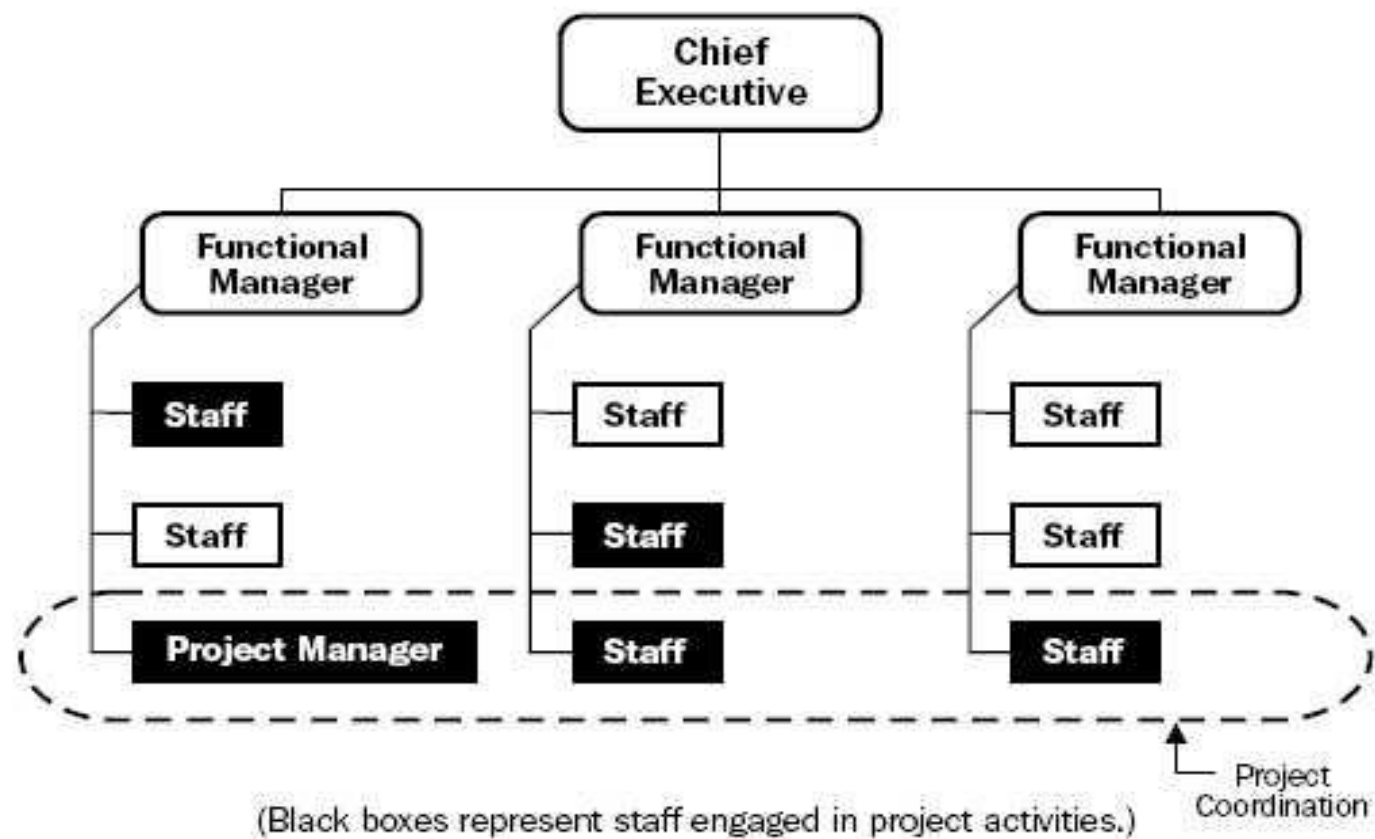 Chief
Executive
Functional
Manager
Functional
Manager
Functional
Manager
Staff
Staff
Staff
Staff
Staff
Staff
Project Manager
Staff
Staff
Project
Coordination
(Black boxes represent staff engaged in project activities.)